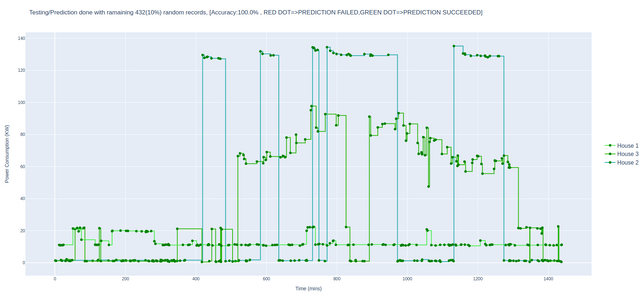 Testing/Prediction done with remaining 432(10%) random records, [Accuracy:100.0% , RED DOT=>PREDICTION FAILED,GREEN DOT=>PREDICTION SUCCEEDED]
Power Consumption (KW)
140
120
100
80
60
40
20
0
House 1
House 3
House 2
0 200 400 600 800 1000 1200 1400
Time (mins)